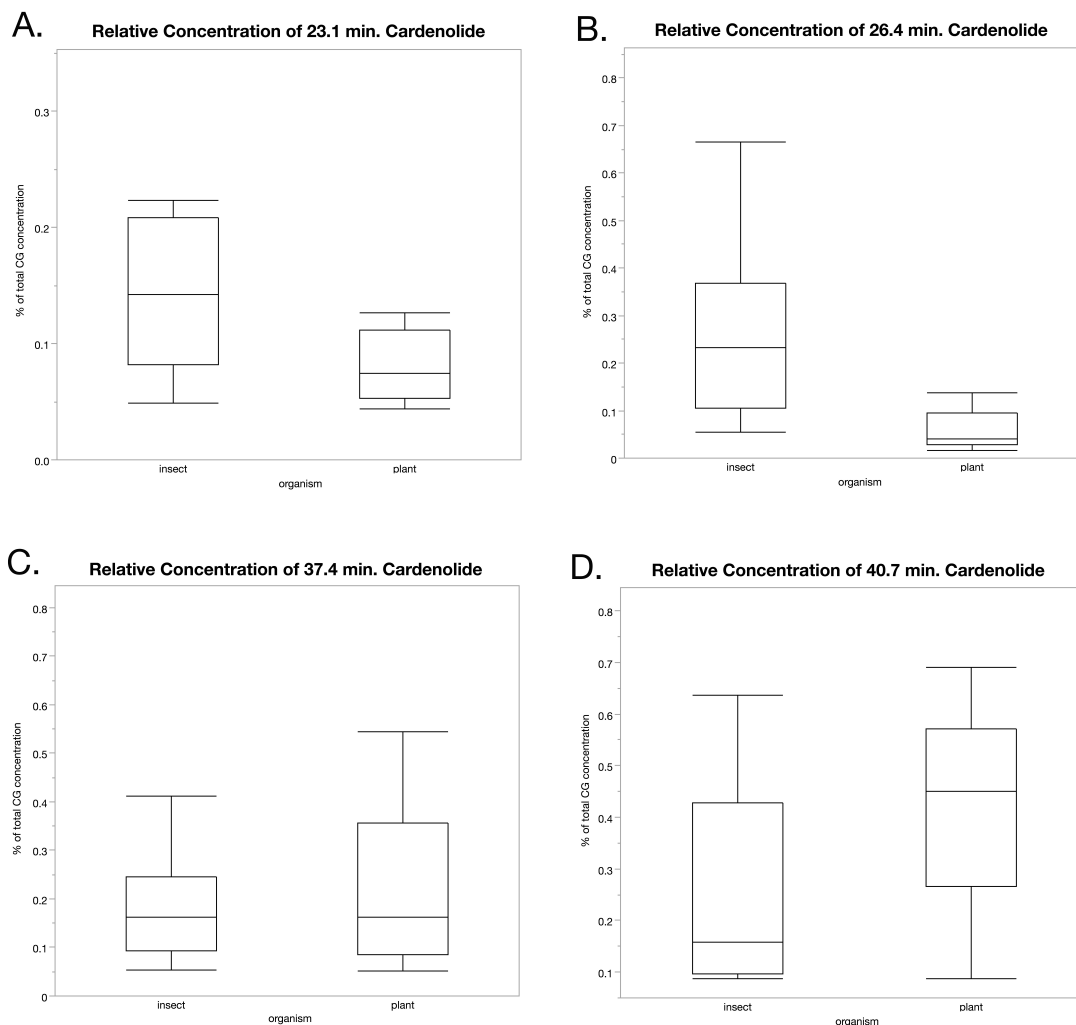 A.
Relative Concentration of 23.1 min. Cardenolide
% of total CG concentration
0.3
0.2
0.1
0.0
insect
plant
organism
B.
Relative Concentration of 26.4 min. Cardenolide
% of total CG concentration
0.8
0.7
0.6
0.5
0.4
0.3
0.2
0.1
0
insect
plant
organism
C.
Relative Concentration of 37.4 min. Cardenolide
% of total CG concentration
0.8
0.7
0.6
0.5
0.4
0.3
0.2
0.1
0
insect
plant
organism
D.
Relative Concentration of 40.7 min. Cardenolide
% of total CG concentration
0.8
0.7
0.6
0.5
0.4
0.3
0.2
0.1
insect
plant
organism